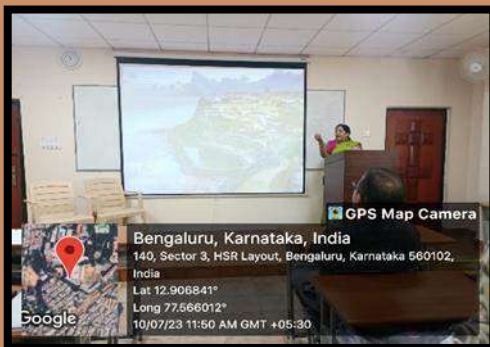 GPS Map Camera
Bengaluru, Karnataka, India
140, Sector 3, HSR Layout, Bengaluru, Karnataka 560102,
India
Lat 12.906841°
Long 77.566012°
10/07/23 11:50 AM GMT +05:30
Google